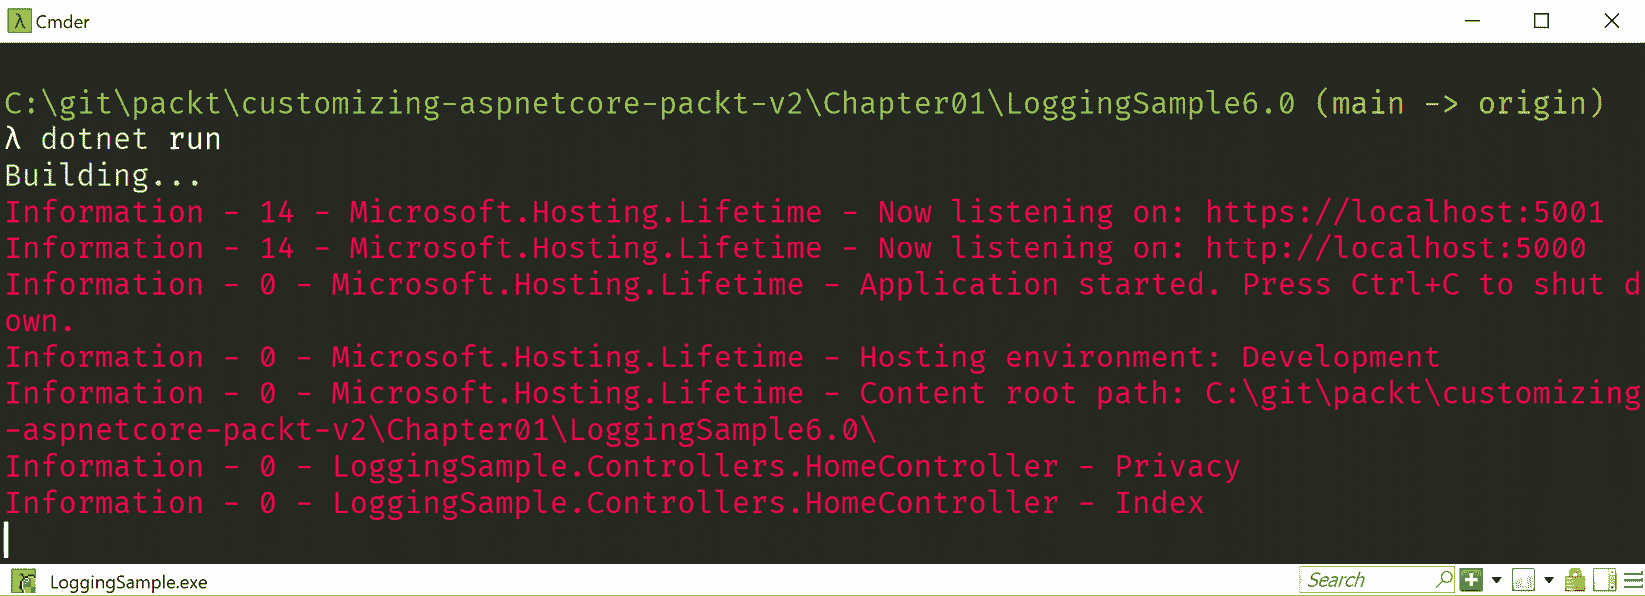 λ Cmder
C:\git\packt\customizing-aspnetcore-packt-v2\Chapter01\LoggingSample6.0 (main -> origin)
λ dotnet run
Building...
Information - 14 - Microsoft.Hosting.Lifetime - Now listening on: https://localhost:5001
Information - 14 - Microsoft.Hosting.Lifetime - Now listening on: http://localhost:5000
Information - 0 - Microsoft.Hosting.Lifetime - Application started. Press Ctrl+C to shut d
own.
Information - 0 - Microsoft.Hosting.Lifetime - Hosting environment: Development
Information - 0 - Microsoft.Hosting.Lifetime - Content root path: C:\git\packt\customizing
-aspnetcore-packt-v2\Chapter01\LoggingSample6.0\
Information - 0 - LoggingSample.Controllers.HomeController - Privacy
Information - 0 - LoggingSample.Controllers.HomeController - Index
LoggingSample.exe
Search